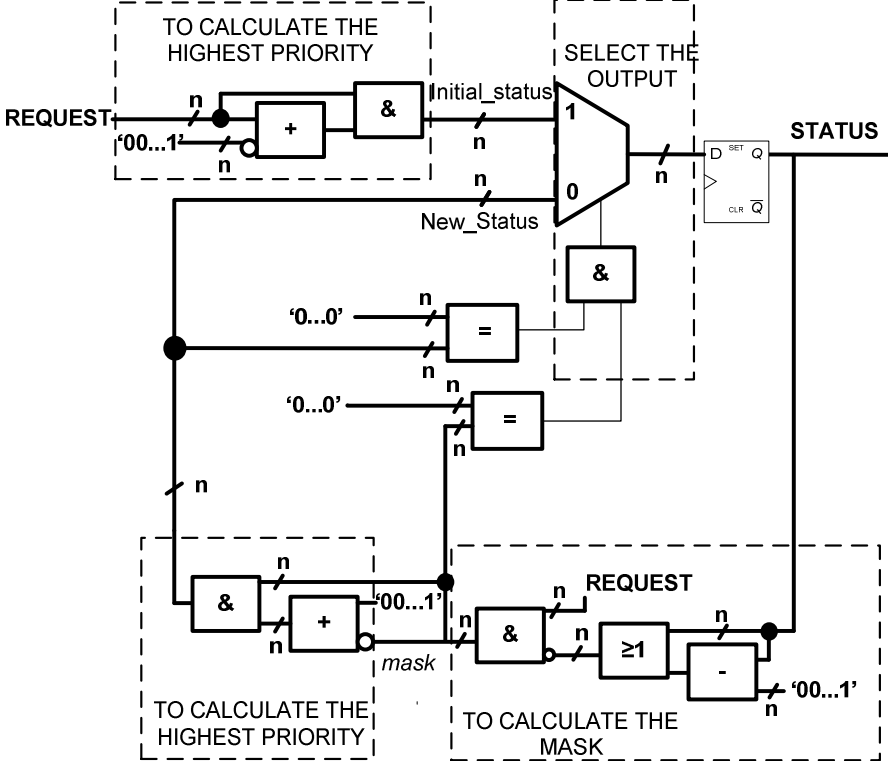 TO CALCULATE THE
HIGHEST PRIORITY
SELECT THE
OUTPUT
n
&
Initial_status
REQUEST
+
'00...1'
n
n
1
STATUS
D SET Q
n
n
0
New_Status
CLR Q
&
n
'0...0'
=
n
n
'0...0'
=
n
n
n
&
n
+
'00...1'
n
mask
TO CALCULATE THE
HIGHEST PRIORITY
REQUEST
n
n
&
n
≥1
n
-
'00...1'
n
TO CALCULATE THE
MASK